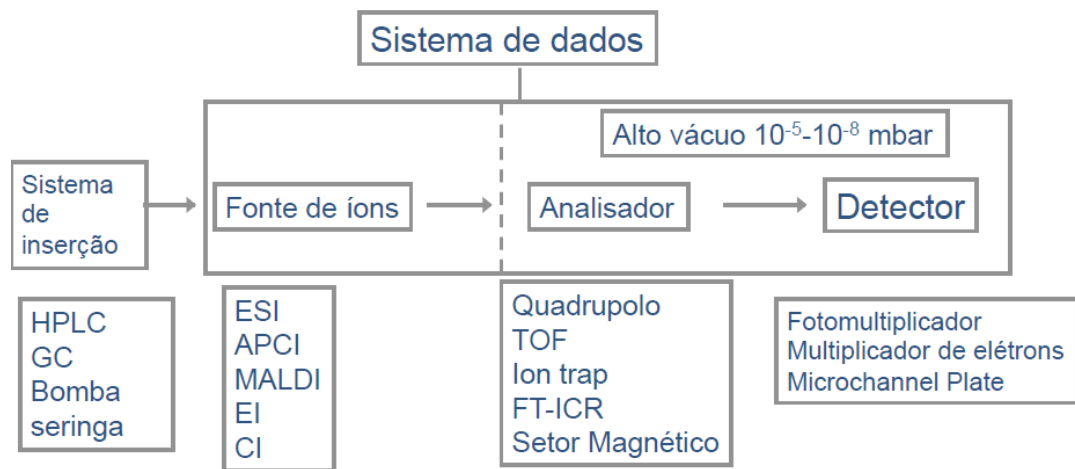 Sistema de dados
Alto vácuo 10⁻⁵-10⁻⁸ mbar
Sistema
de
inserção
Fonte de íons
Analisador
Detector
HPLC
GC
Bomba
seringa
ESI
APCI
MALDI
EI
CI
Quadrupolo
TOF
Ion trap
FT-ICR
Setor Magnético
Fotomultiplicador
Multiplicador de elétrons
Microchannel Plate